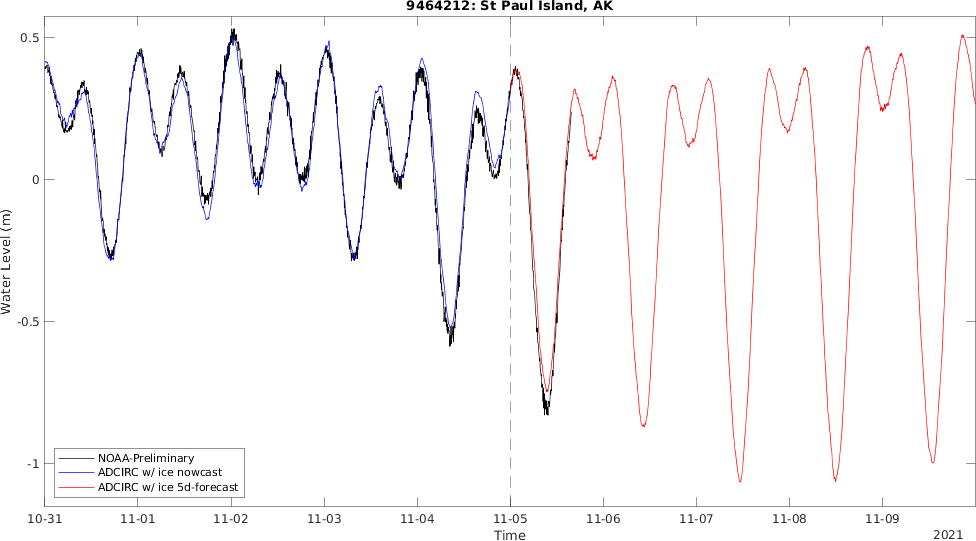 9464212: St Paul Island, AK
0.5
0
-0.5
-1
Water Level (m)
NOAA-Preliminary
ADCIRC w/ ice nowcast
ADCIRC w/ ice 5d-forecast
10-31 11-01 11-02 11-03 11-04 11-05 11-06 11-07 11-08 11-09
Time
2021